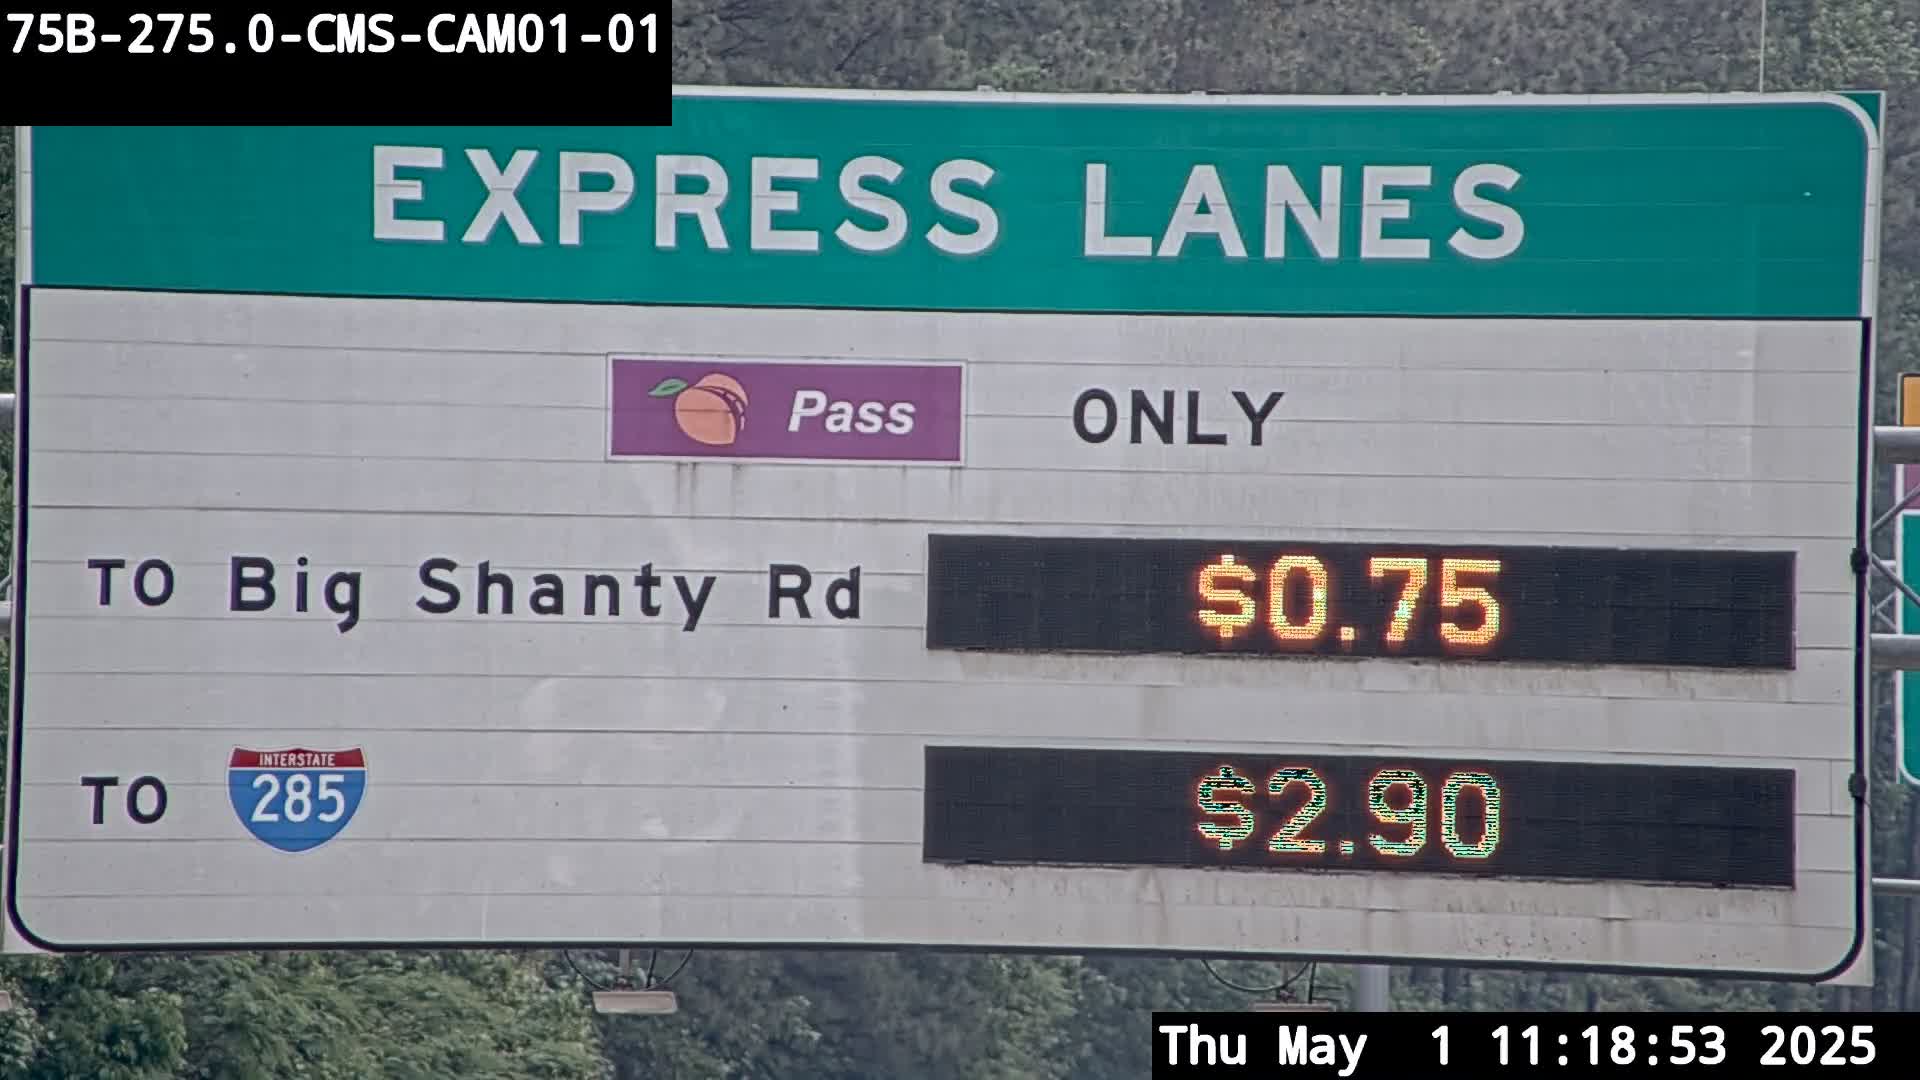 75B-275.0-CMS-CAM01-01
EXPRESS LANES
Pass ONLY
TO Big Shanty Rd $0.75
INTERSTATE
TO 285 $2.90
Thu May 1 11:18:53 2025